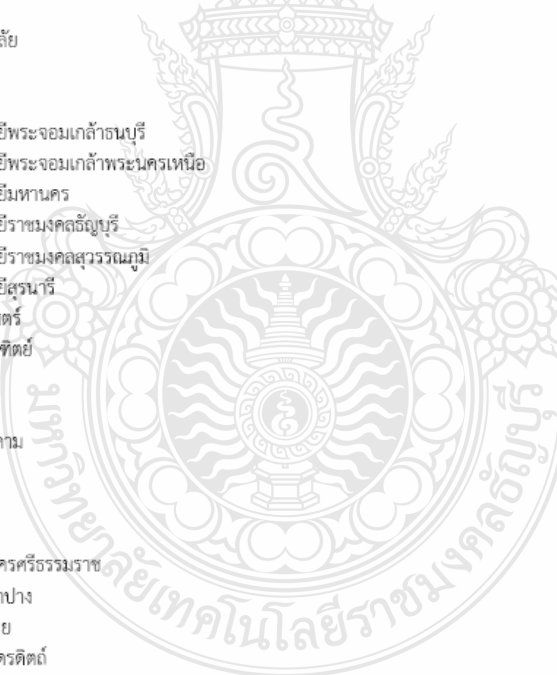 ลัย
ยีพระจอมเกล้าธนบุรี
ยีพระจอมเกล้าพระนครเหนือ
ยีมหานคร
ยีราชมงคลธัญบุรี
ยีราชมงคลสุวรรณภูมิ
ยีสุรนารี
ตร์
ฑิตย์
คาม
ครศรีธรรมราช
าปาง
ย
ตรดิตถ์
มหาวิทยาลัยเทคโนโลยีราชมงคลธัญบุรี